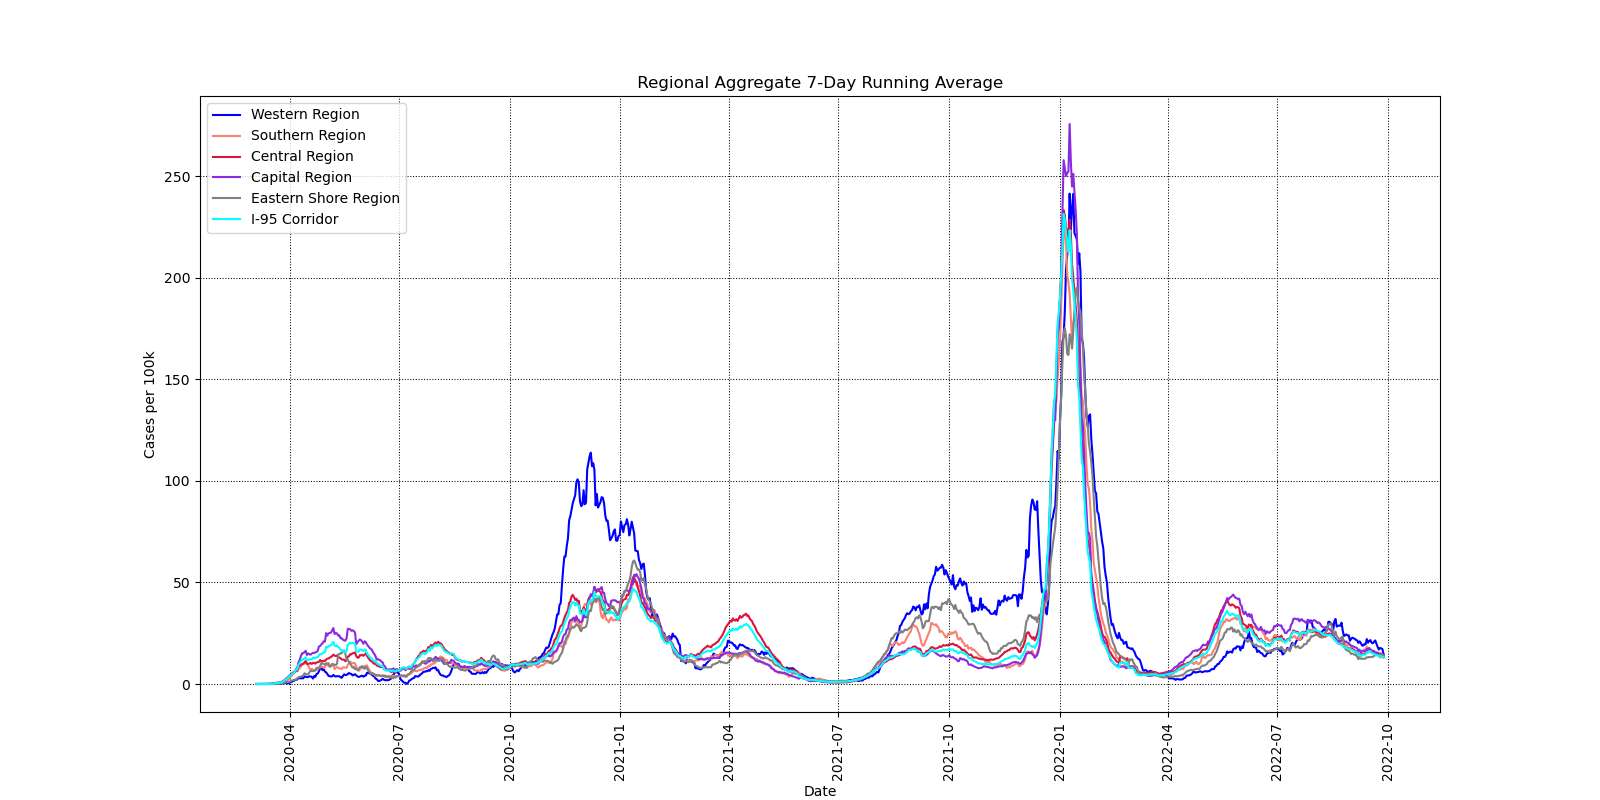 Regional Aggregate 7-Day Running Average
Western Region
Southern Region
Central Region
Capital Region
Eastern Shore Region
I-95 Corridor
250
200
150
100
50
0
Cases per 100k
2020-04
2020-07
2020-10
2021-01
2021-04
2021-07
2021-10
2022-01
2022-04
2022-07
2022-10
Date